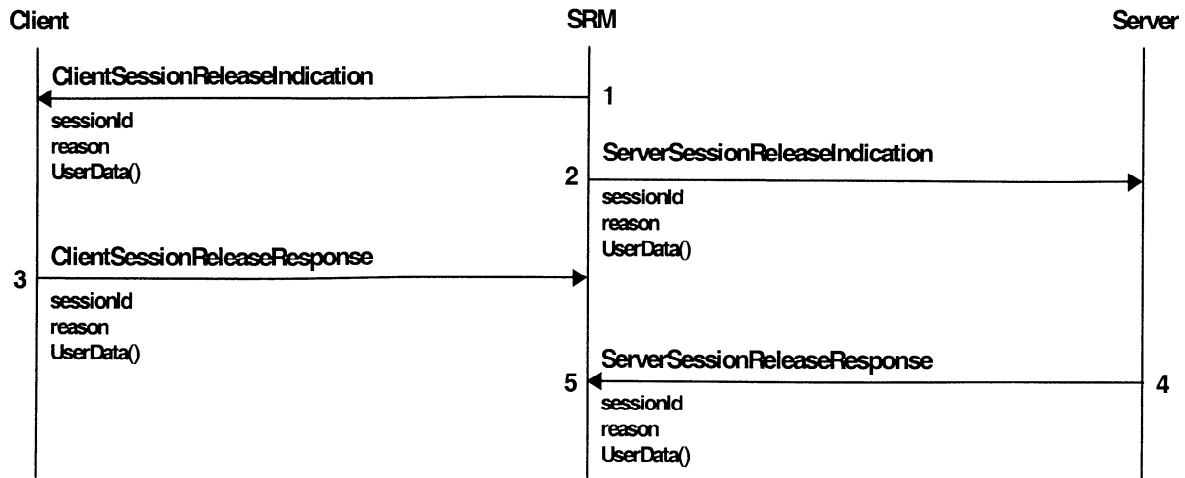 Client SRM Server
ClientSessionReleaseIndication
1
sessionId
reason
UserData()
ServerSessionReleaseIndication
2
sessionId
reason
UserData()
ClientSessionReleaseResponse
3
sessionId
reason
UserData()
ServerSessionReleaseResponse
5 4
sessionId
reason
UserData()